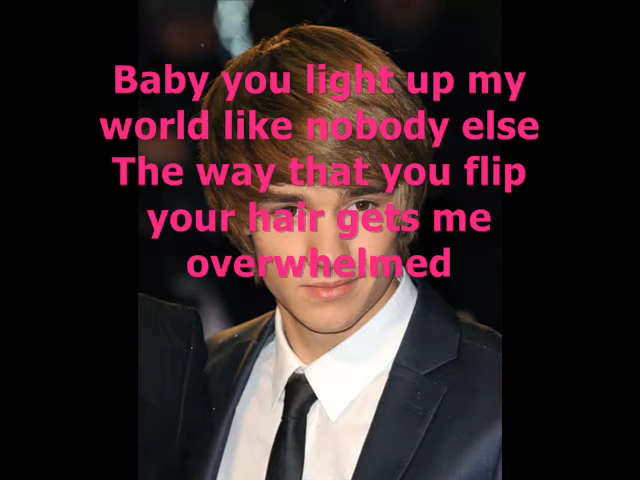 Baby you light up my
world like nobody else
The way that you flip
your hair gets me
overwhelmed